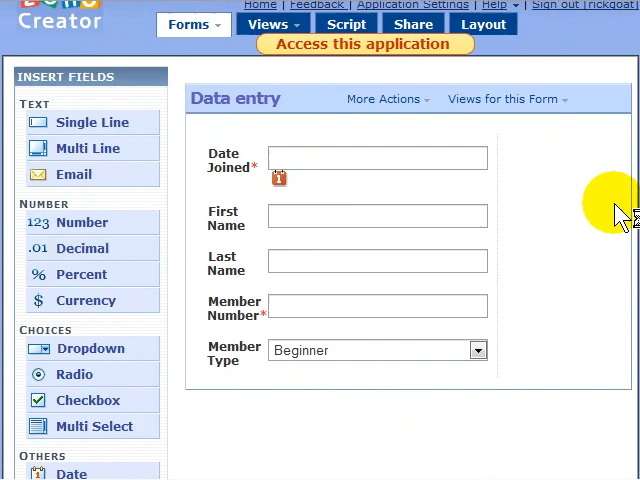 Home | Feedback | Application Settings | Help | Sign out [rickgoat]
Creator
Forms Views Script Share Layout
Access this application
INSERT FIELDS
TEXT
Single Line
Multi Line
Email
NUMBER
123 Number
.01 Decimal
% Percent
$ Currency
CHOICES
Dropdown
Radio
Checkbox
Multi Select
OTHERS
1 Date
Data entry More Actions Views for this Form
Date
Joined*
1
First
Name
Last
Name
Member
Number*
Member
Type
Beginner